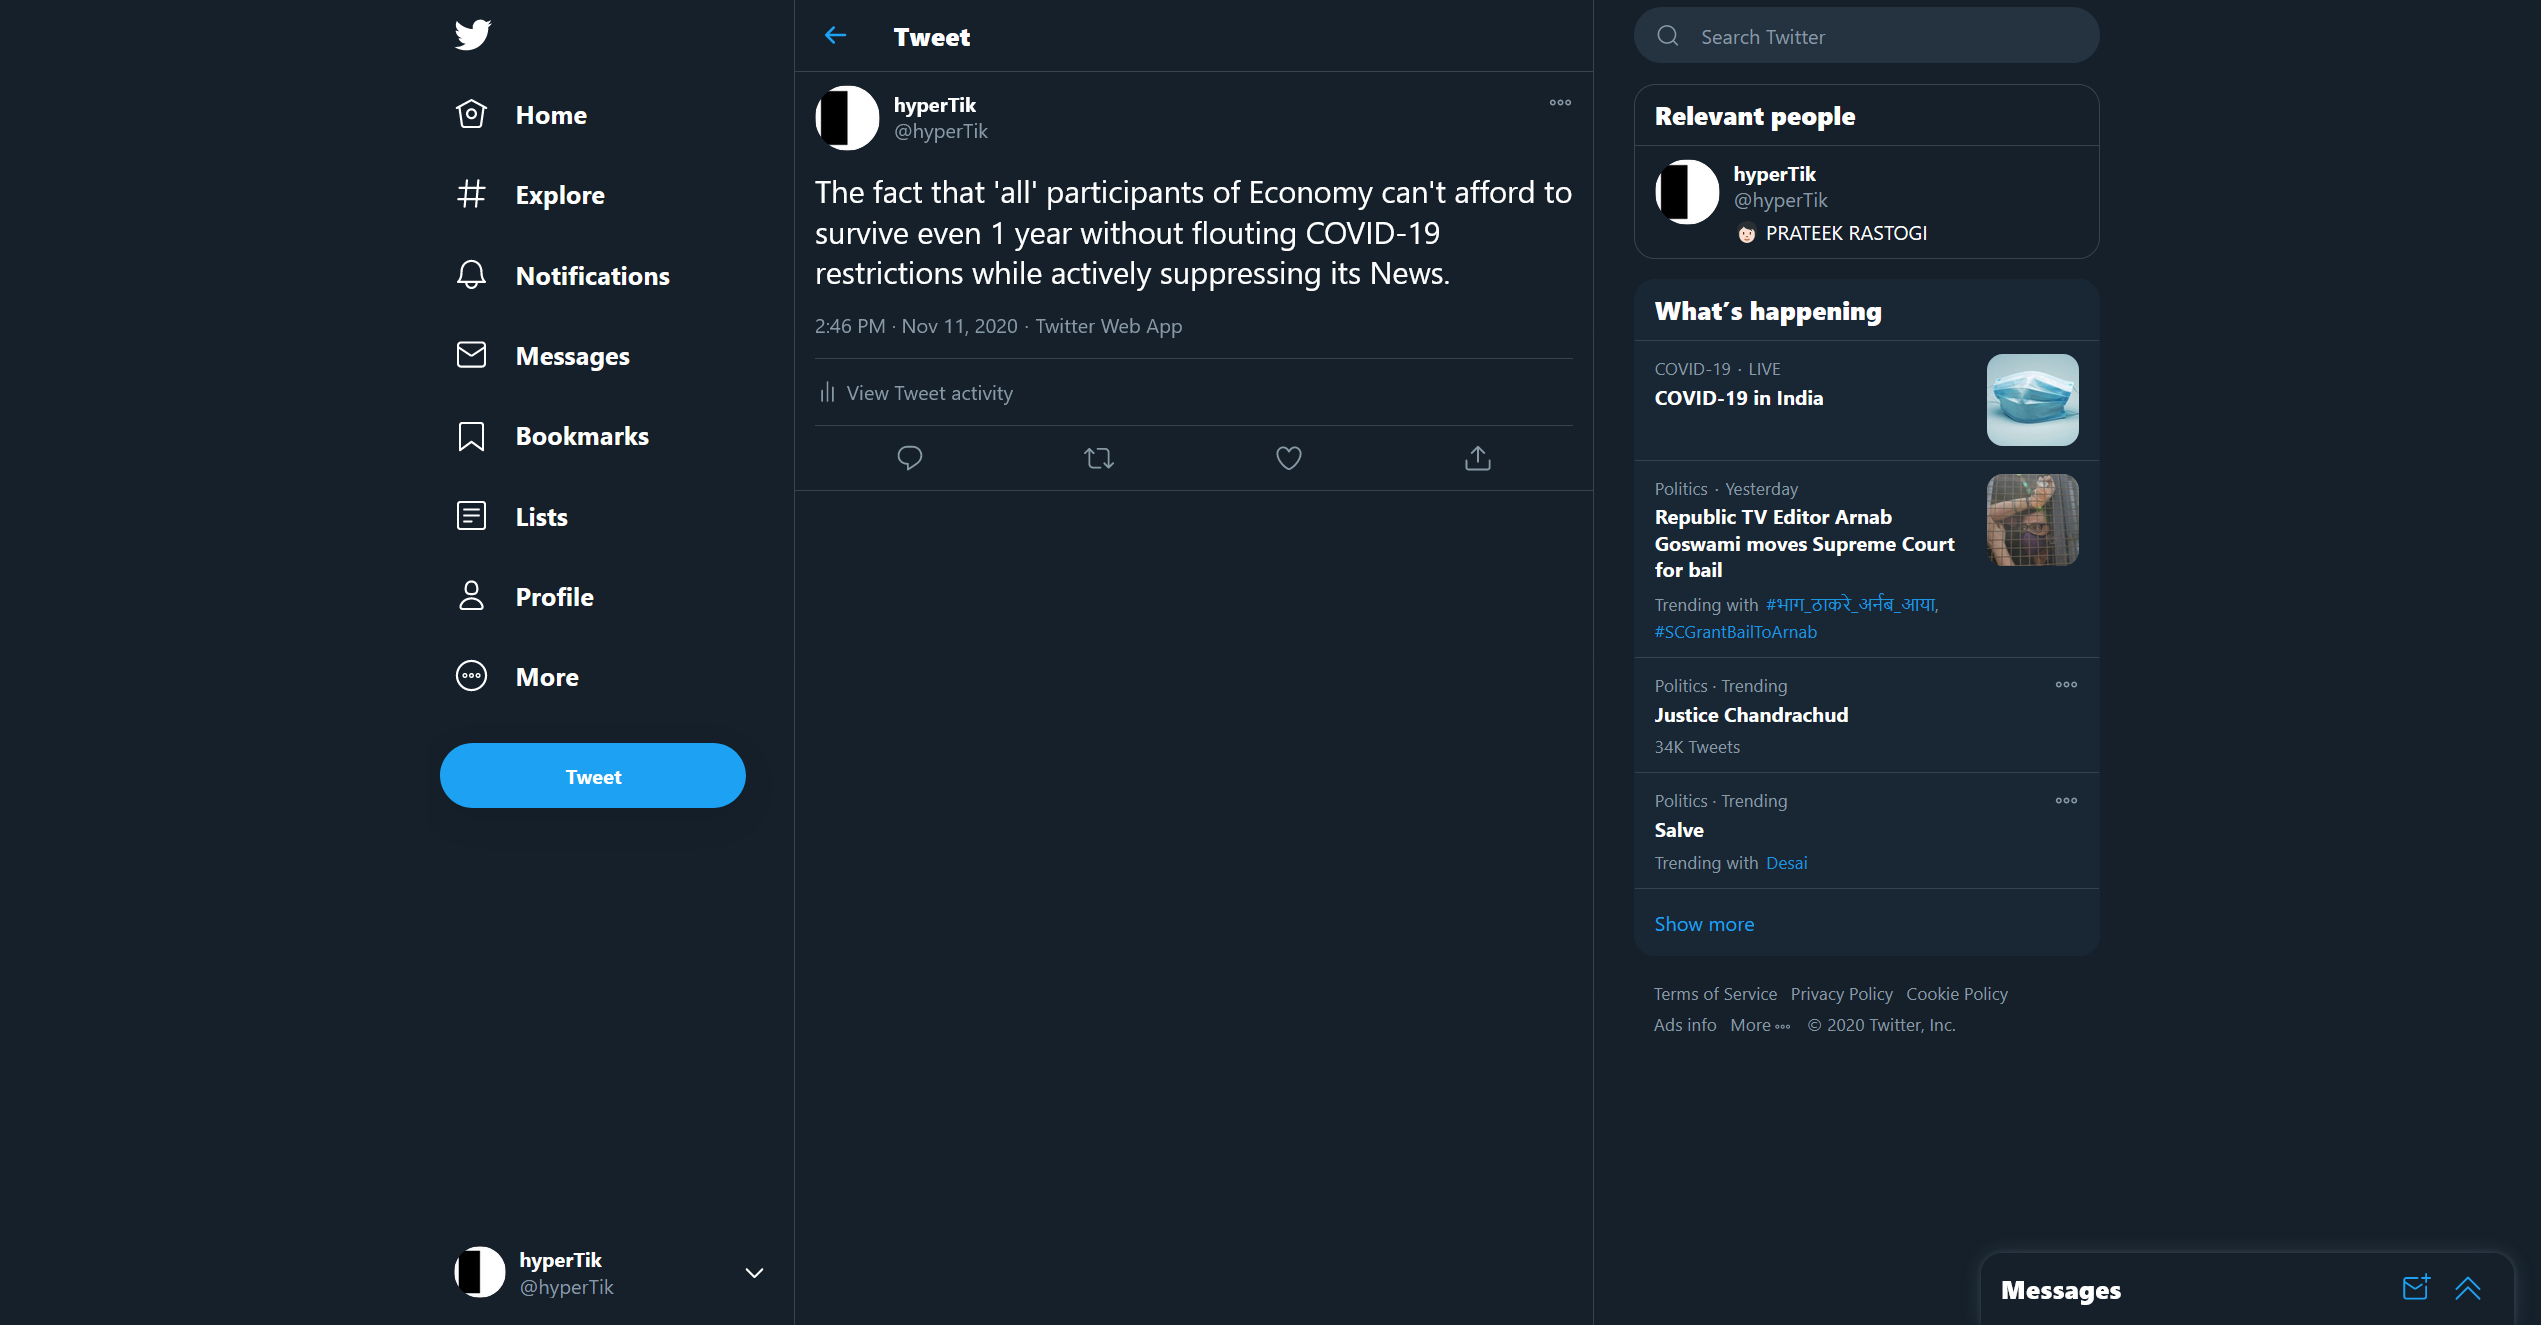 Home
Explore
Notifications
Messages
Bookmarks
Lists
Profile
More
Tweet
hyperTik
@hyperTik
Tweet
hyperTik
@hyperTik
The fact that 'all' participants of Economy can't afford to
survive even 1 year without flouting COVID-19
restrictions while actively suppressing its News.
2:46 PM · Nov 11, 2020 · Twitter Web App
View Tweet activity
Search Twitter
Relevant people
hyperTik
@hyperTik
PRATEEK RASTOGI
What's happening
COVID-19 · LIVE
COVID-19 in India
Politics · Yesterday
Republic TV Editor Arnab
Goswami moves Supreme Court
for bail
Trending with #भाग_ठाकरे_अर्नब_आया,
#SCGrantBailToArnab
Politics · Trending
Justice Chandrachud
34K Tweets
Politics · Trending
Salve
Trending with Desai
Show more
Terms of Service Privacy Policy Cookie Policy
Ads info More © 2020 Twitter, Inc.
Messages